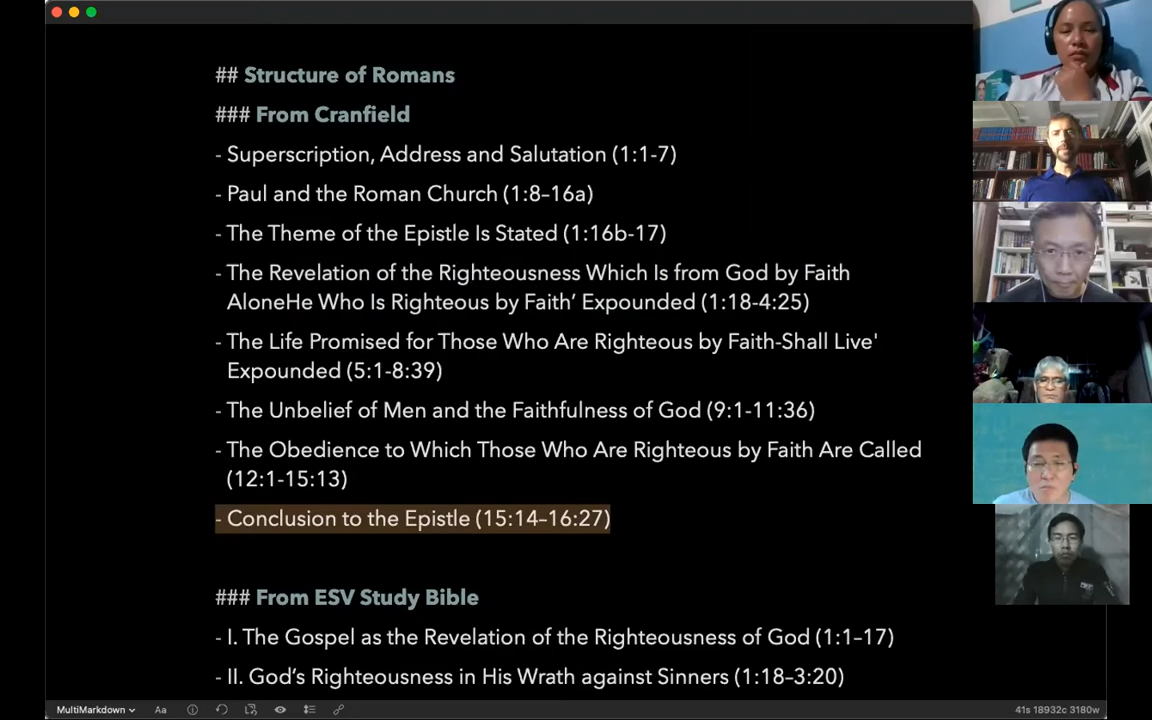 ## Structure of Romans
### From Cranfield
- Superscription, Address and Salutation (1:1-7)
- Paul and the Roman Church (1:8–16a)
- The Theme of the Epistle Is Stated (1:16b-17)
- The Revelation of the Righteousness Which Is from God by Faith
AloneHe Who Is Righteous by Faith’ Expounded (1:18-4:25)
- The Life Promised for Those Who Are Righteous by Faith-Shall Live'
Expounded (5:1-8:39)
- The Unbelief of Men and the Faithfulness of God (9:1-11:36)
- The Obedience to Which Those Who Are Righteous by Faith Are Called
(12:1-15:13)
- Conclusion to the Epistle (15:14–16:27)
### From ESV Study Bible
- I. The Gospel as the Revelation of the Righteousness of God (1:1–17)
- II. God’s Righteousness in His Wrath against Sinners (1:18–3:20)
MultiMarkdown Aa 41s 18932c 3180w